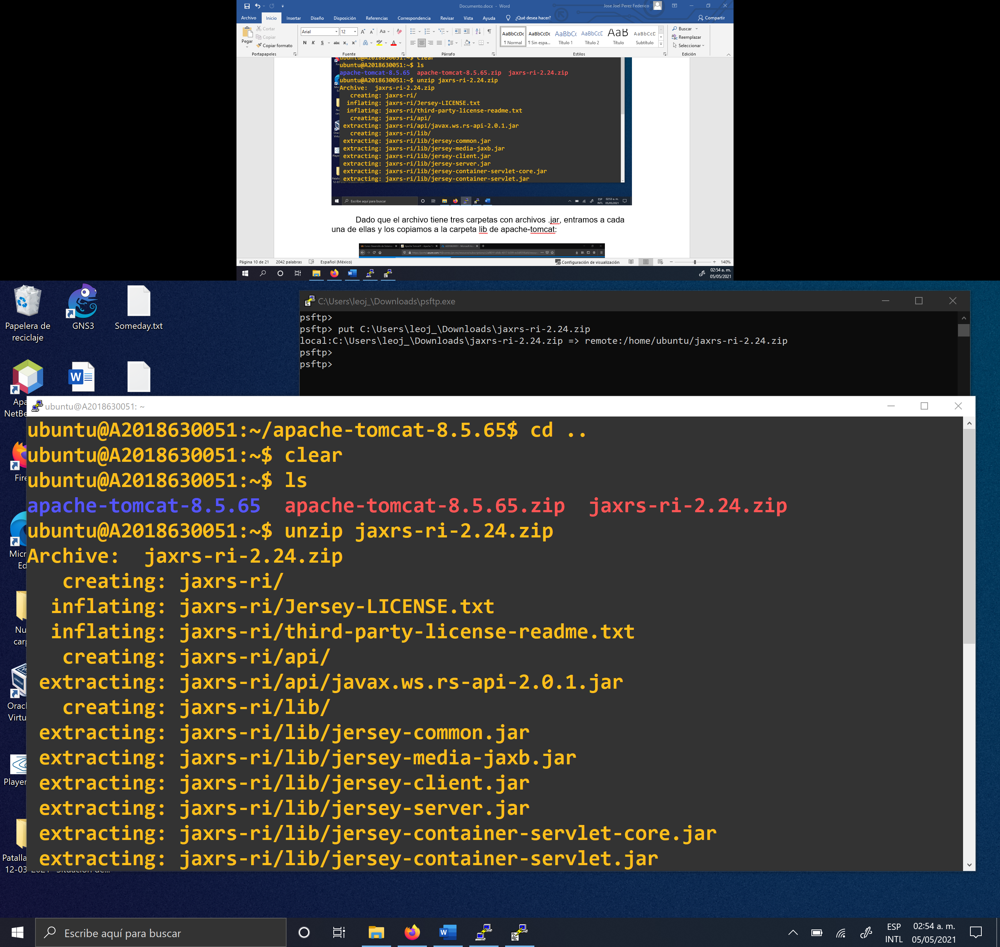 Documento.docx - Word
Jose Joel Perez Federico
Archivo Inicio Insertar Diseño Disposición Referencias Correspondencia Revisar Vista Ayuda ¿Qué desea hacer? Compartir
Pegar
Cortar
Copiar
Copiar formato
Portapapeles
Arial 12
Fuente
Párrafo
AaBbCcDc AaBbCcDc AaBbC AaBbCcE AaB AaBbCcD
¶ Normal ¶ Sin espa... Título 1 Título 2 Título Subtítulo
Estilos
Buscar
Reemplazar
Seleccionar
Edición
ubuntu@A2018630051:~$ clear
ubuntu@A2018630051:~$ ls
apache-tomcat-8.5.65 apache-tomcat-8.5.65.zip jaxrs-ri-2.24.zip
ubuntu@A2018630051:~$ unzip jaxrs-ri-2.24.zip
Archive: jaxrs-ri-2.24.zip
creating: jaxrs-ri/
inflating: jaxrs-ri/Jersey-LICENSE.txt
inflating: jaxrs-ri/third-party-license-readme.txt
creating: jaxrs-ri/api/
extracting: jaxrs-ri/api/javax.ws.rs-api-2.0.1.jar
creating: jaxrs-ri/lib/
extracting: jaxrs-ri/lib/jersey-common.jar
extracting: jaxrs-ri/lib/jersey-media-jaxb.jar
extracting: jaxrs-ri/lib/jersey-client.jar
extracting: jaxrs-ri/lib/jersey-server.jar
extracting: jaxrs-ri/lib/jersey-container-servlet-core.jar
extracting: jaxrs-ri/lib/jersey-container-servlet.jar
Escribe aquí para buscar
ESP
INTL
02:53 a. m.
05/05/2021
Dado que el archivo tiene tres carpetas con archivos .jar, entramos a cada
una de ellas y los copiamos a la carpeta lib de apache-tomcat:
Página 10 de 21 2042 palabras Español (México) Configuración de visualización 140%
02:54 a. m.
05/05/2021
Papelera de
reciclaje
GNS3
Someday.txt
C:\Users\leoj_\Downloads\psftp.exe
psftp>
psftp> put C:\Users\leoj_\Downloads\jaxrs-ri-2.24.zip
local:C:\Users\leoj_\Downloads\jaxrs-ri-2.24.zip => remote:/home/ubuntu/jaxrs-ri-2.24.zip
psftp>
psftp>
Apa
NetBe
Fire
Micr
Ed
Nu
carp
Orac
Virtu
Player
Patalla
12-03
ubuntu@A2018630051: ~
ubuntu@A2018630051:~/apache-tomcat-8.5.65$ cd ..
ubuntu@A2018630051:~$ clear
ubuntu@A2018630051:~$ ls
apache-tomcat-8.5.65 apache-tomcat-8.5.65.zip jaxrs-ri-2.24.zip
ubuntu@A2018630051:~$ unzip jaxrs-ri-2.24.zip
Archive: jaxrs-ri-2.24.zip
creating: jaxrs-ri/
inflating: jaxrs-ri/Jersey-LICENSE.txt
inflating: jaxrs-ri/third-party-license-readme.txt
creating: jaxrs-ri/api/
extracting: jaxrs-ri/api/javax.ws.rs-api-2.0.1.jar
creating: jaxrs-ri/lib/
extracting: jaxrs-ri/lib/jersey-common.jar
extracting: jaxrs-ri/lib/jersey-media-jaxb.jar
extracting: jaxrs-ri/lib/jersey-client.jar
extracting: jaxrs-ri/lib/jersey-server.jar
extracting: jaxrs-ri/lib/jersey-container-servlet-core.jar
extracting: jaxrs-ri/lib/jersey-container-servlet.jar
Escribe aquí para buscar
ESP
INTL
02:54 a. m.
05/05/2021